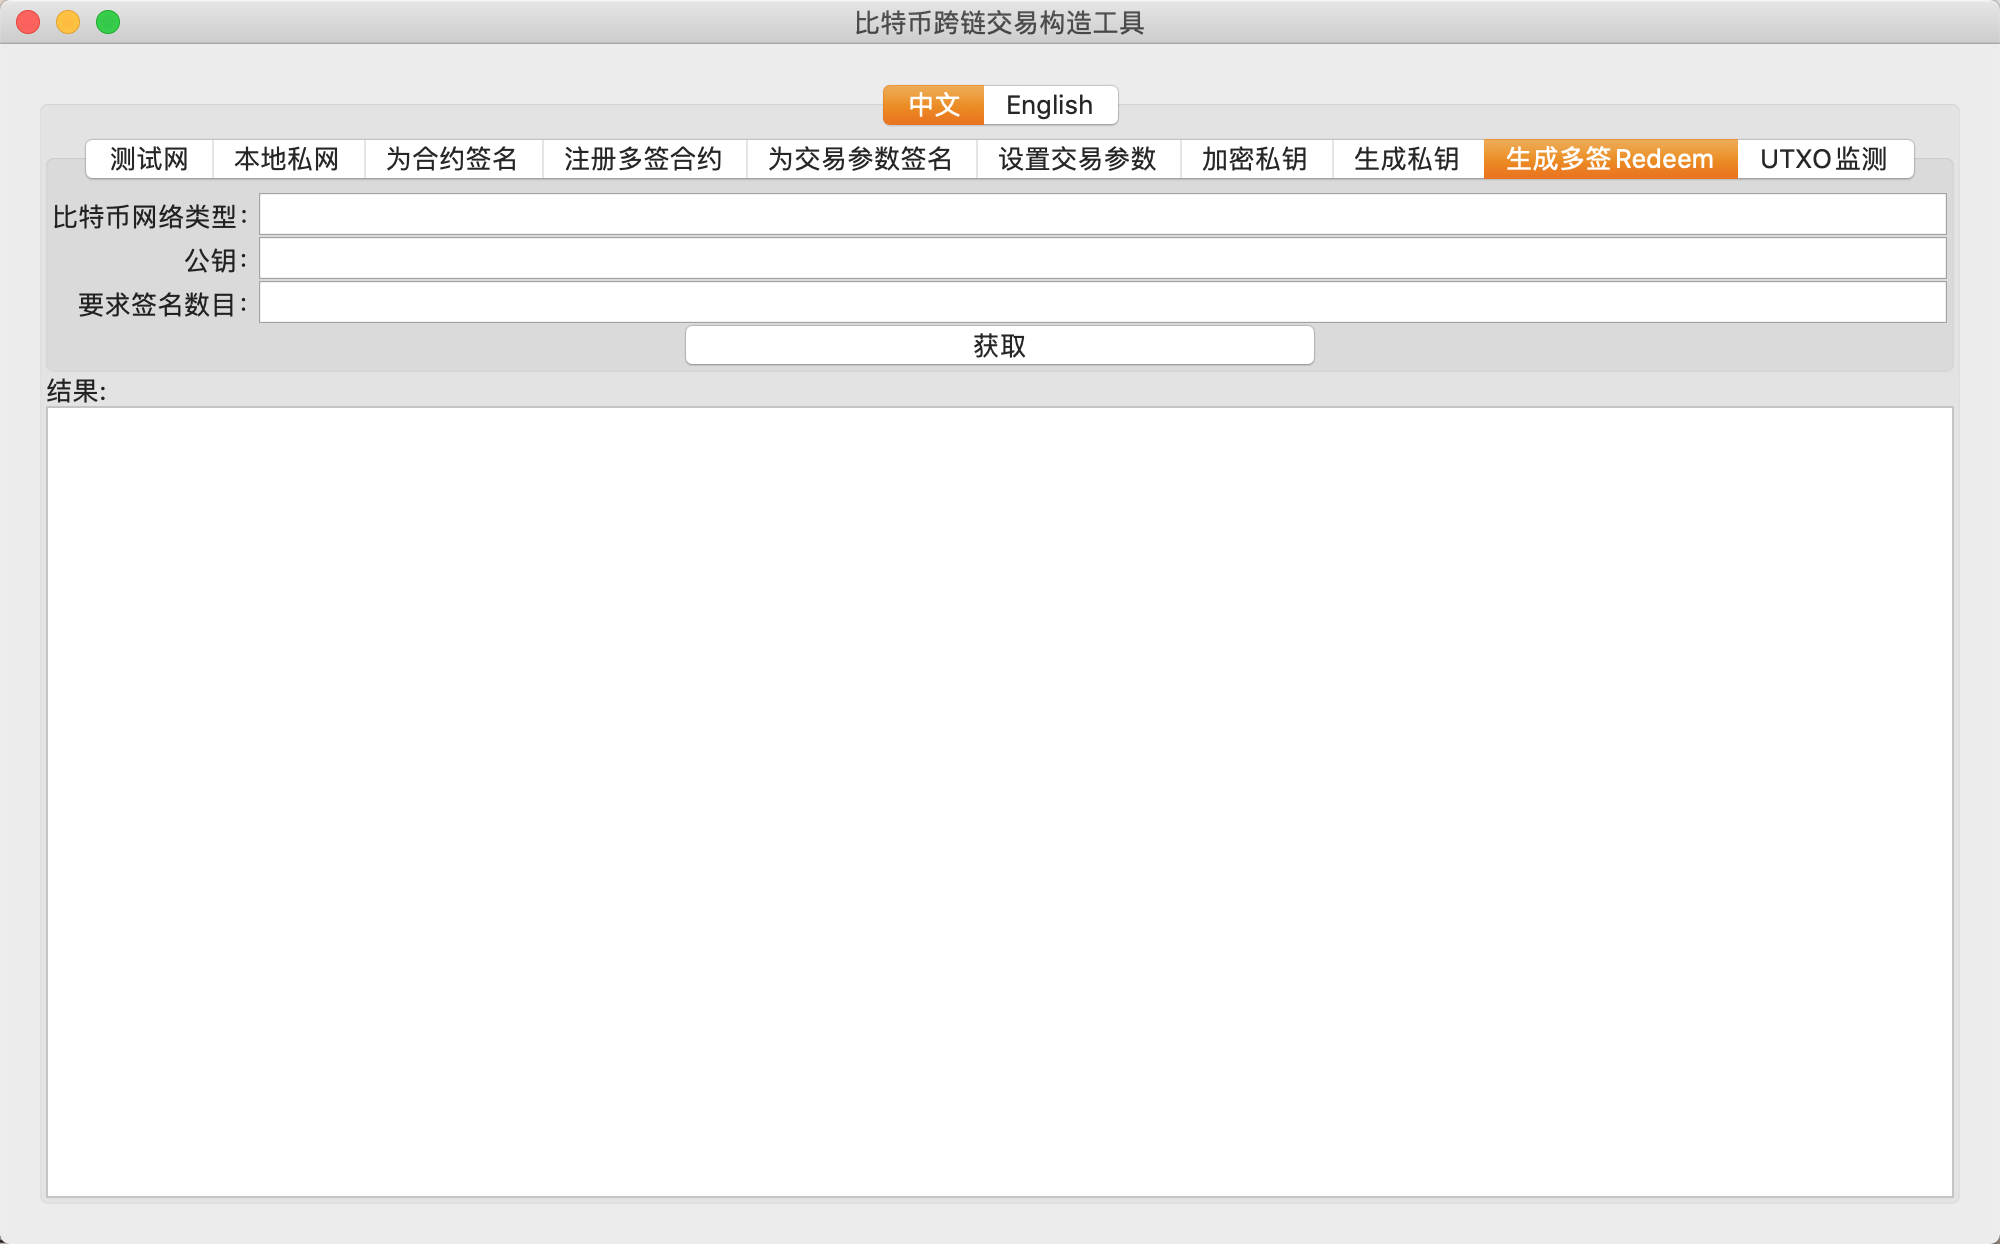 比特币跨链交易构造工具
中文 English
测试网 本地私网 为合约签名 注册多签合约 为交易参数签名 设置交易参数 加密私钥 生成私钥 生成多签Redeem UTXO监测
比特币网络类型:
公钥:
要求签名数目:
获取
结果: